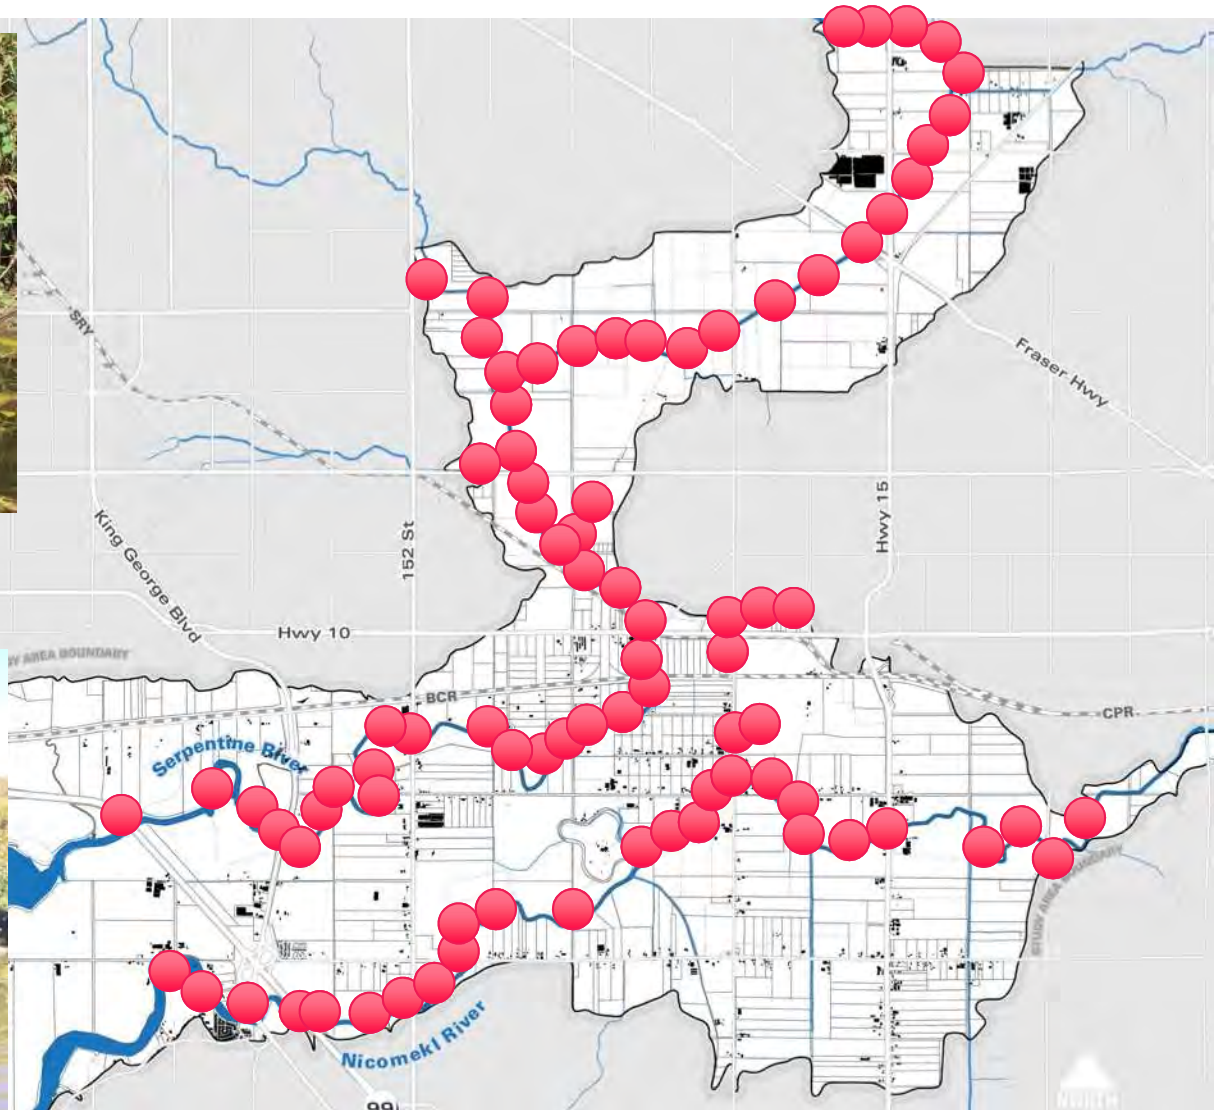 SRY
Fraser Hwy
King George Blvd
152 St
Hwy 15
Hwy 10
Y AREA BOUNDARY
BCR
CPR
Serpentine River
STUDY AREA BOUNDARY
Nicomekl River
99
NORTH